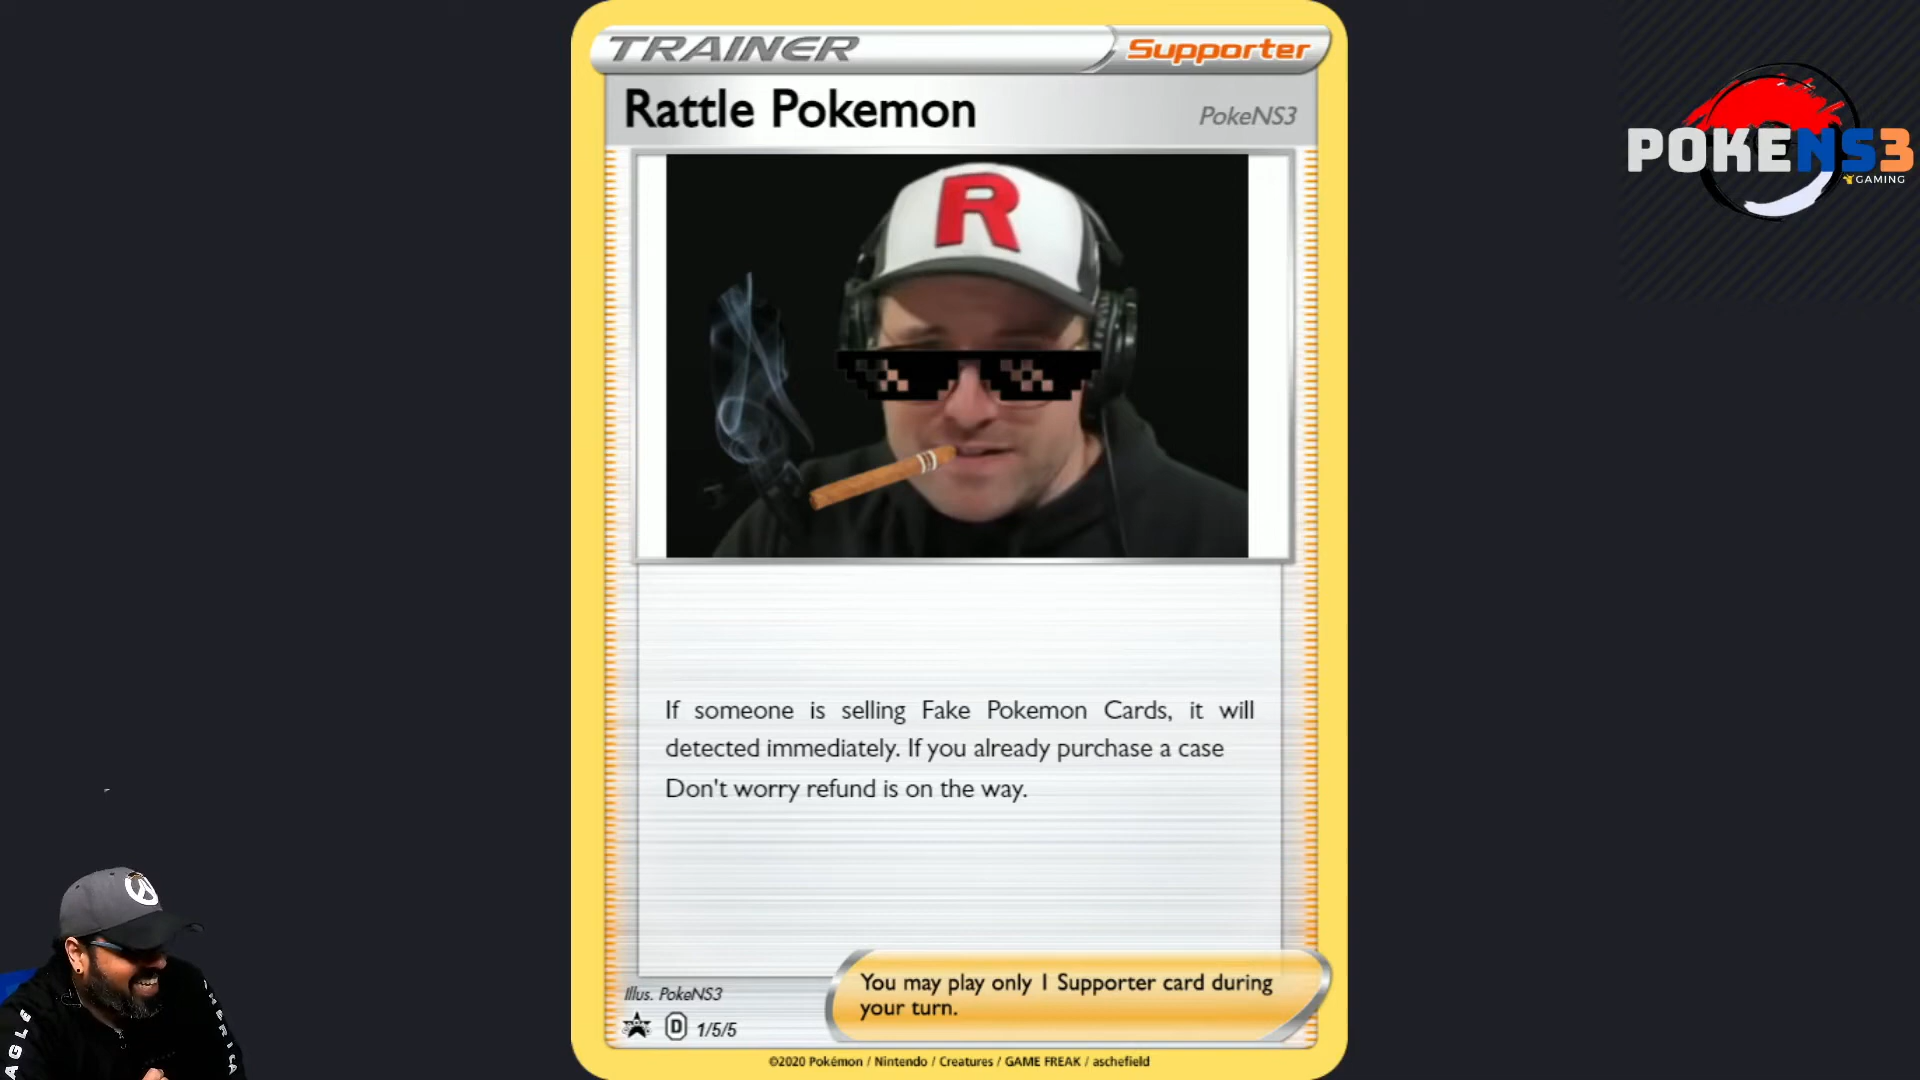 TRAINER
Supporter
Rattle Pokemon
PokeNS3
POKENS3
GAMING
R
If someone is selling Fake Pokemon Cards, it will
detected immediately. If you already purchase a case
Don't worry refund is on the way.
You may play only 1 Supporter card during
your turn.
Illus. PokeNS3
D 1/5/5
©2020 Pokémon / Nintendo / Creatures / GAME FREAK / aschefield